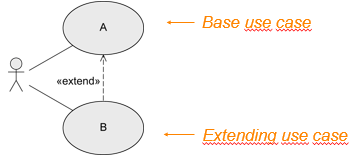 A
Base use case
«extend»
B
Extending use case